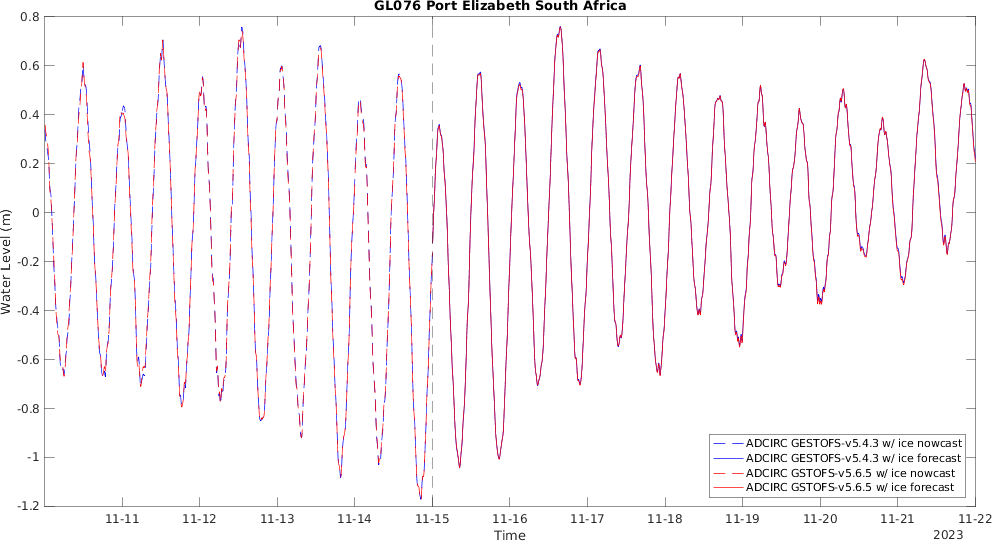 GL076 Port Elizabeth South Africa
0.8
0.6
0.4
0.2
0
-0.2
-0.4
-0.6
-0.8
-1
-1.2
Water Level (m)
ADCIRC GESTOFS-v5.4.3 w/ ice nowcast
ADCIRC GESTOFS-v5.4.3 w/ ice forecast
ADCIRC GSTOFS-v5.6.5 w/ ice nowcast
ADCIRC GSTOFS-v5.6.5 w/ ice forecast
11-11 11-12 11-13 11-14 11-15 11-16 11-17 11-18 11-19 11-20 11-21 11-22
Time
2023